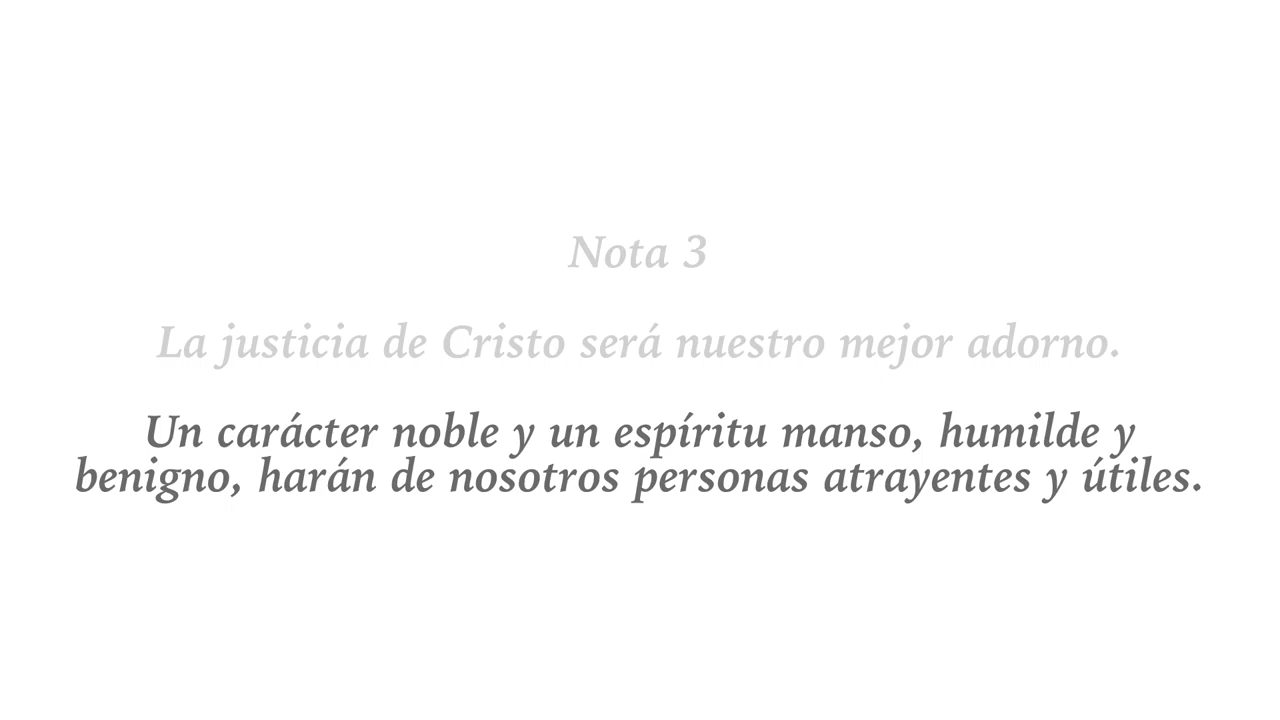 Nota 3
La justicia de Cristo será nuestro mejor adorno.
Un carácter noble y un espíritu manso, humilde y
benigno, harán de nosotros personas atrayentes y útiles.